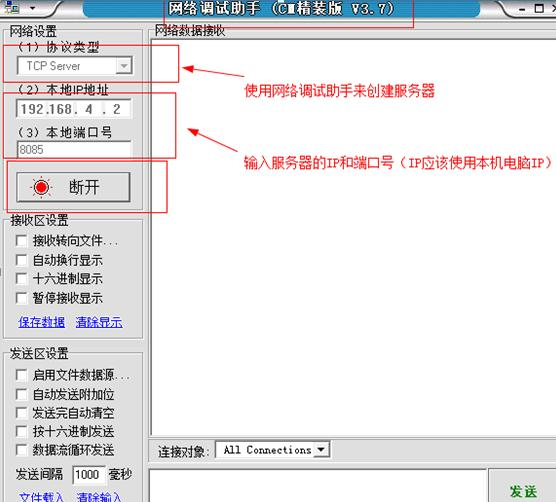 网络调试助手 (CM精装版 V3.7)
网络设置
(1) 协议类型
TCP Server
(2) 本地IP地址
192.168. 4 . 2
(3) 本地端口号
8085
断开
接收区设置
接收转向文件...
自动换行显示
十六进制显示
暂停接收显示
保存数据 清除显示
发送区设置
启用文件数据源...
自动发送附加位
发送完自动清空
按十六进制发送
数据流循环发送
发送间隔 1000 毫秒
文件载入 清除输入
网络数据接收
使用网络调试助手来创建服务器
输入服务器的IP和端口号（IP应该使用本机电脑IP）
连接对象: All Connections
发送